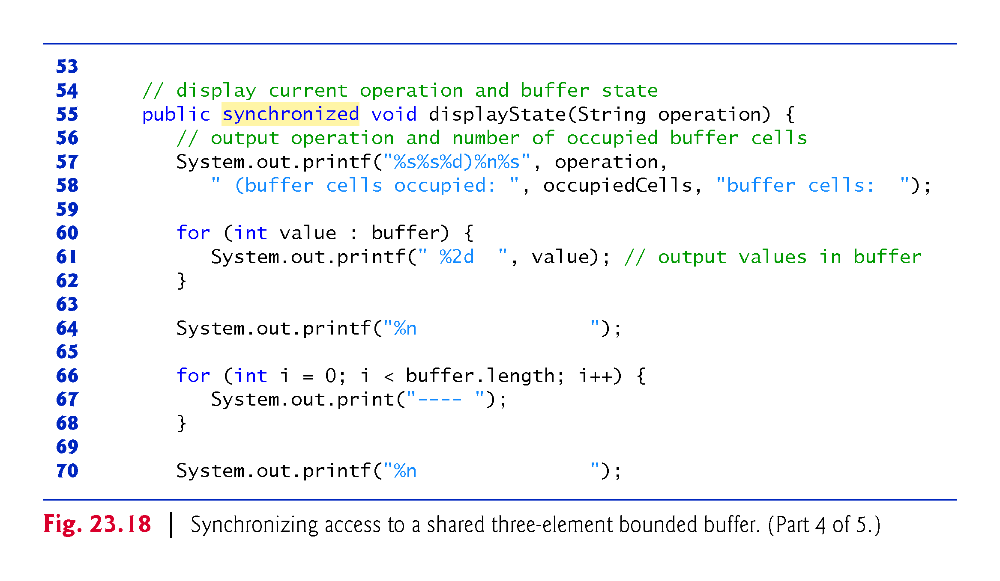 53
54      // display current operation and buffer state
55      public synchronized void displayState(String operation) {
56         // output operation and number of occupied buffer cells
57         System.out.printf("%s%s%d)%n%s", operation,
58            " (buffer cells occupied: ", occupiedCells, "buffer cells:  ");
59
60         for (int value : buffer) {
61            System.out.printf(" %2d  ", value); // output values in buffer
62         }
63
64         System.out.printf("%n               ");
65
66         for (int i = 0; i < buffer.length; i++) {
67            System.out.print("---- ");
68         }
69
70         System.out.printf("%n               ");
Fig. 23.18 | Synchronizing access to a shared three-element bounded buffer. (Part 4 of 5.)